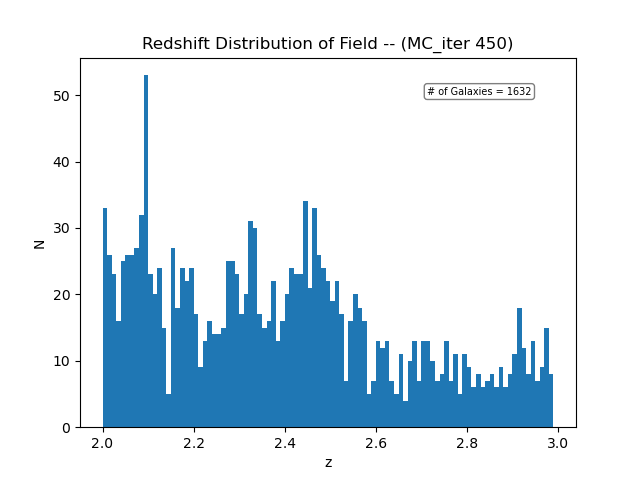 Redshift Distribution of Field -- (MC_iter 450)
# of Galaxies = 1632
50
40
30
20
10
0
N
2.0 2.2 2.4 2.6 2.8 3.0
z